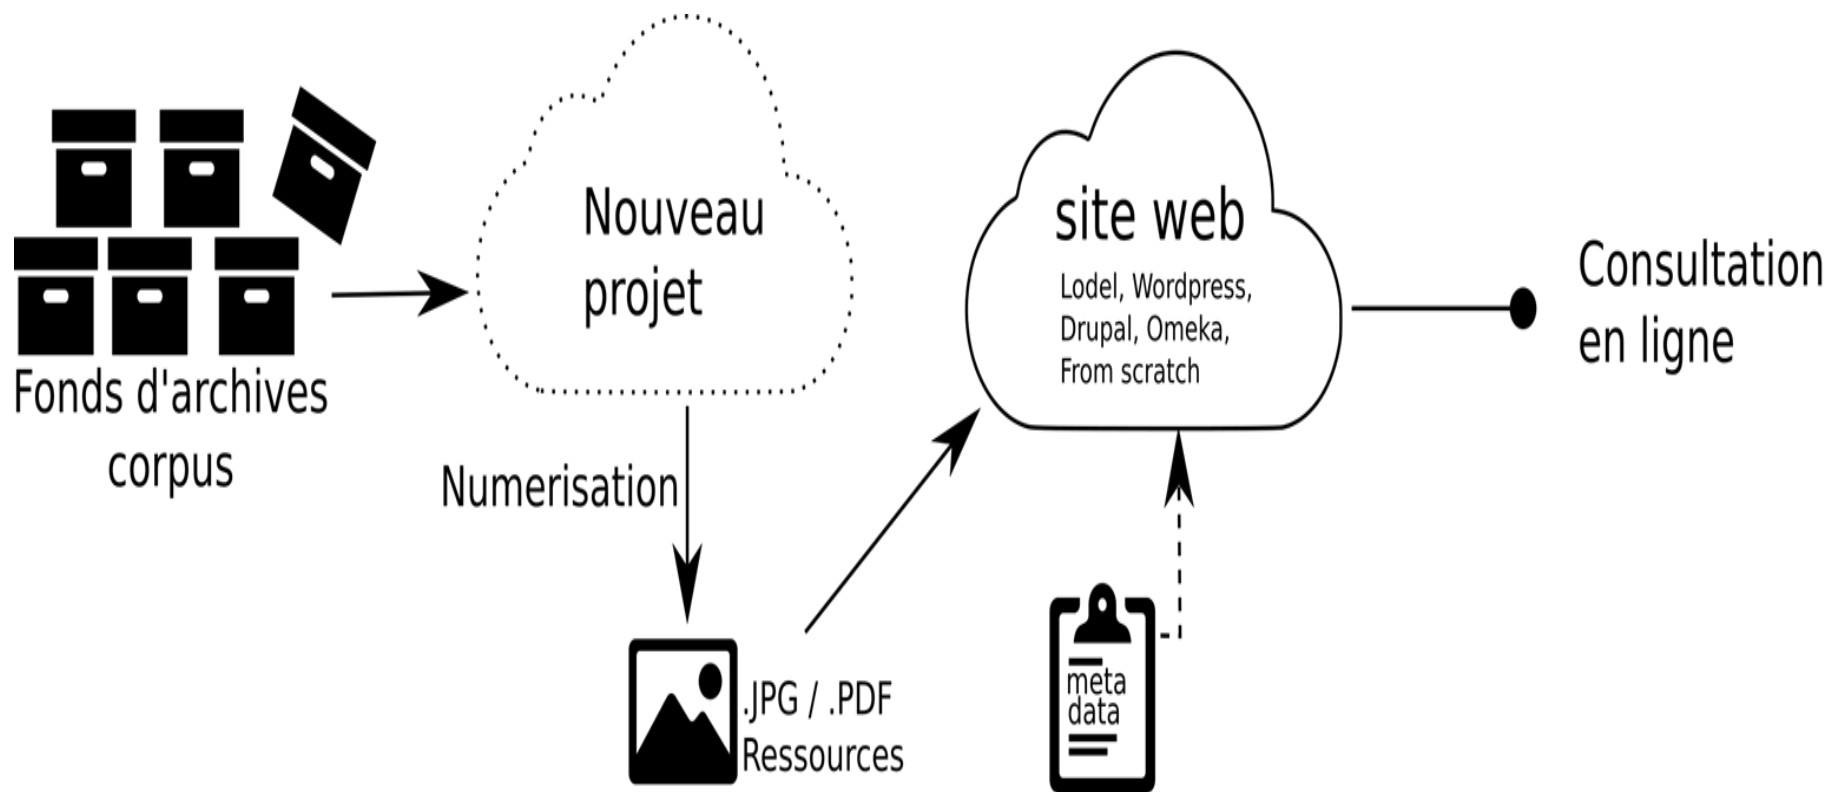 Fonds d'archives
corpus
Nouveau
projet
Numerisation
.JPG / .PDF
Ressources
site web
Lodel, Wordpress,
Drupal, Omeka,
From scratch
meta
data
Consultation
en ligne